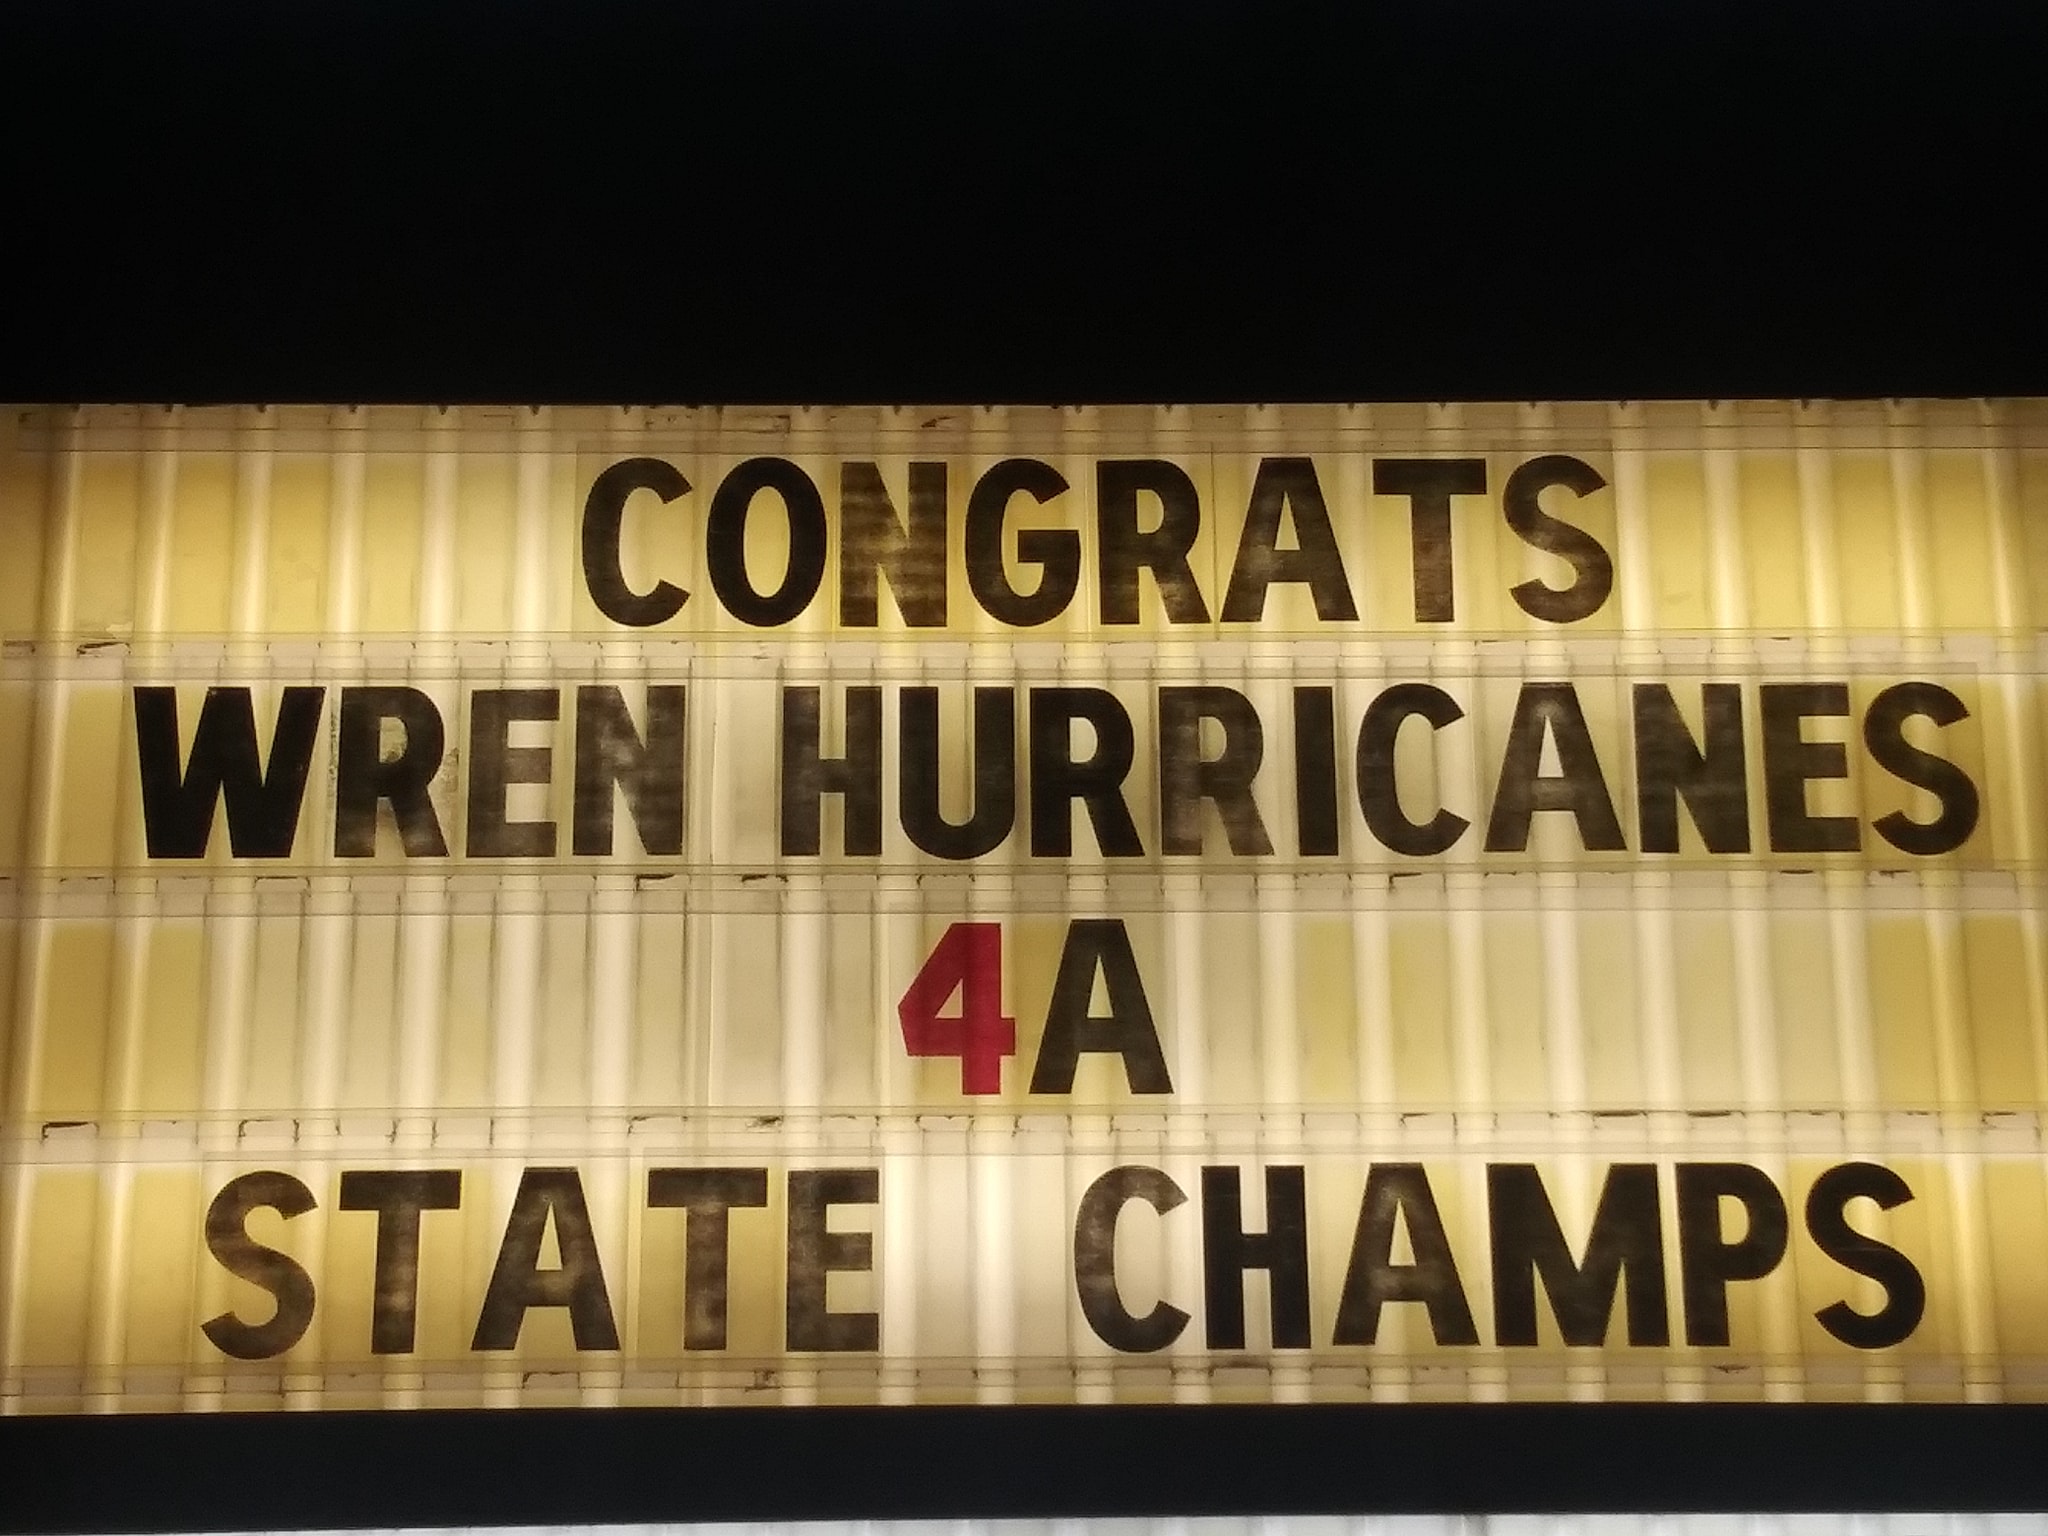 CONGRATS
WREN HURRICANES
4A
STATE CHAMPS